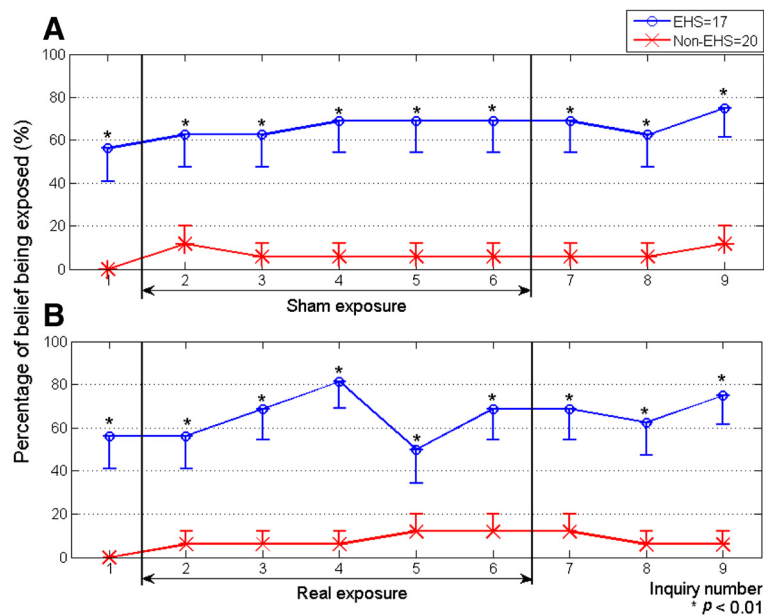 A
EHS=17
Non-EHS=20
Percentage of belief being exposed (%)
100
80
60
40
20
0
* * * * * * * * *
1 2 3 4 5 6 7 8 9
Sham exposure
B
100
80
60
40
20
0
* * * * * * * * *
1 2 3 4 5 6 7 8 9
Real exposure
Inquiry number
* p < 0.01